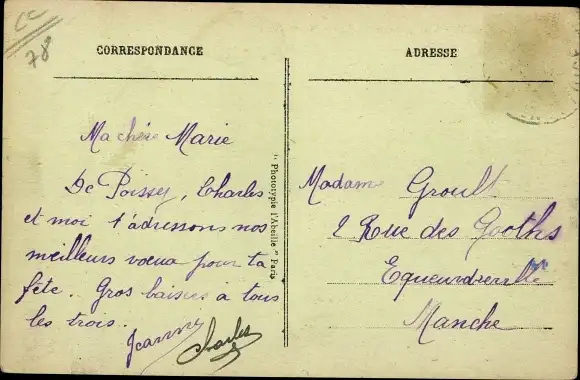 CC
78
CORRESPONDANCE
Ma chère Marie
De Poissy, Charles
et moi t'adressons nos
meilleurs voeux pour ta
fête. Gros baisers à tous
les trois.
Jeanne
Charles
" Phototypie l'Abeille " Paris
ADRESSE
Madame Groult
2 Rue des Goths
Equeurdreville
Manche